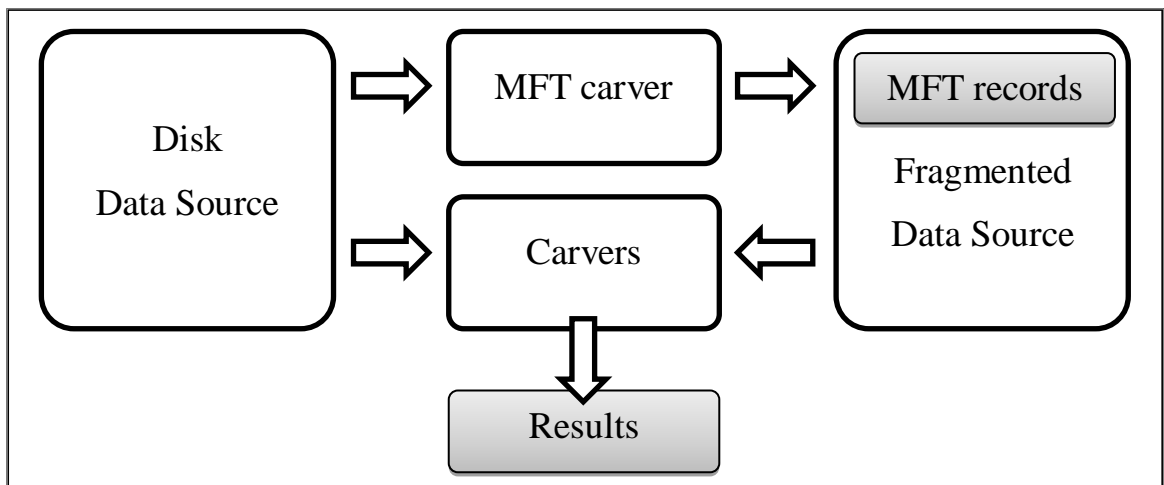 Disk
Data Source
MFT carver
MFT records
Fragmented
Data Source
Carvers
Results